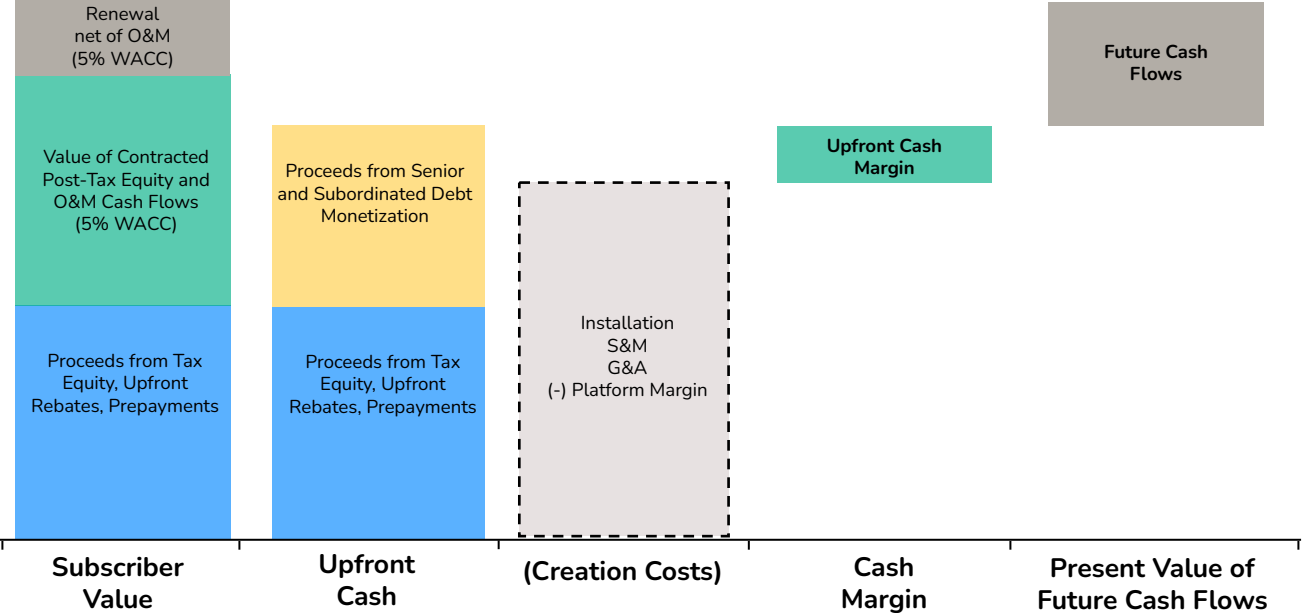 Renewal
net of O&M
(5% WACC)
Value of Contracted
Post-Tax Equity and
O&M Cash Flows
(5% WACC)
Proceeds from Tax
Equity, Upfront
Rebates, Prepayments
Proceeds from Senior
and Subordinated Debt
Monetization
Proceeds from Tax
Equity, Upfront
Rebates, Prepayments
Installation
S&M
G&A
(-) Platform Margin
Upfront Cash
Margin
Future Cash
Flows
Subscriber
Value
Upfront
Cash
(Creation Costs)
Cash
Margin
Present Value of
Future Cash Flows